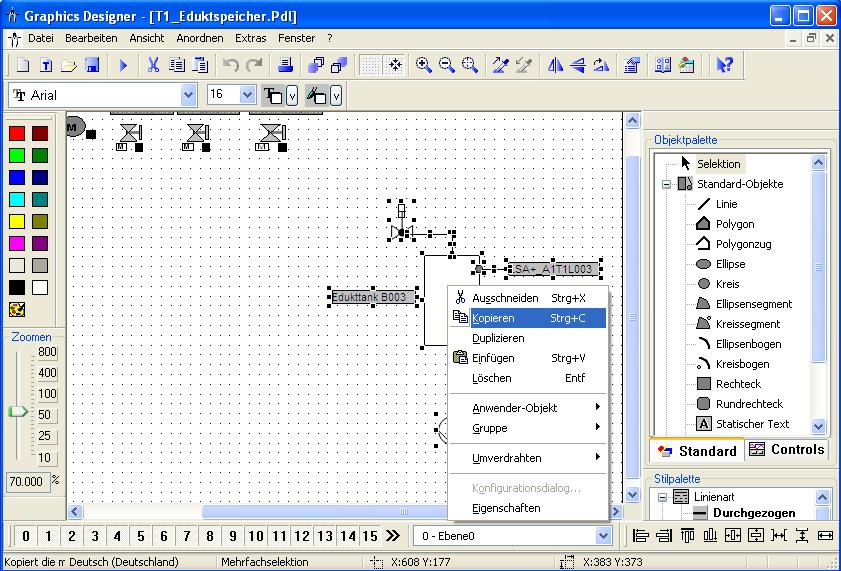 Graphics Designer - [T1_Eduktspeicher.Pdl]
Datei Bearbeiten Ansicht Anordnen Extras Fenster ?
Arial 16
M
M M M
Objektpalette
Selektion
Standard-Objekte
Linie
Polygon
Polygonzug
Ellipse
Kreis
Ellipsensegment
Kreissegment
Ellipsenbogen
Kreisbogen
Rechteck
Rundrechteck
Statischer Text
Standard Controls
Stilpalette
Linienart
Durchgezogen
LSA+_A1T1L003
Edukttank B003
Ausschneiden Strg+X
Kopieren Strg+C
Duplizieren
Einfügen Strg+V
Löschen Entf
Anwender-Objekt
Gruppe
Umverdrahten
Konfigurationsdialog...
Eigenschaften
Zoomen
800
400
100
50
25
10
70.000 %
0 1 2 3 4 5 6 7 8 9 10 11 12 13 14 15
0 - Ebene0
Kopiert die m Deutsch (Deutschland) Mehrfachselektion X:608 Y:177 X:383 Y:373